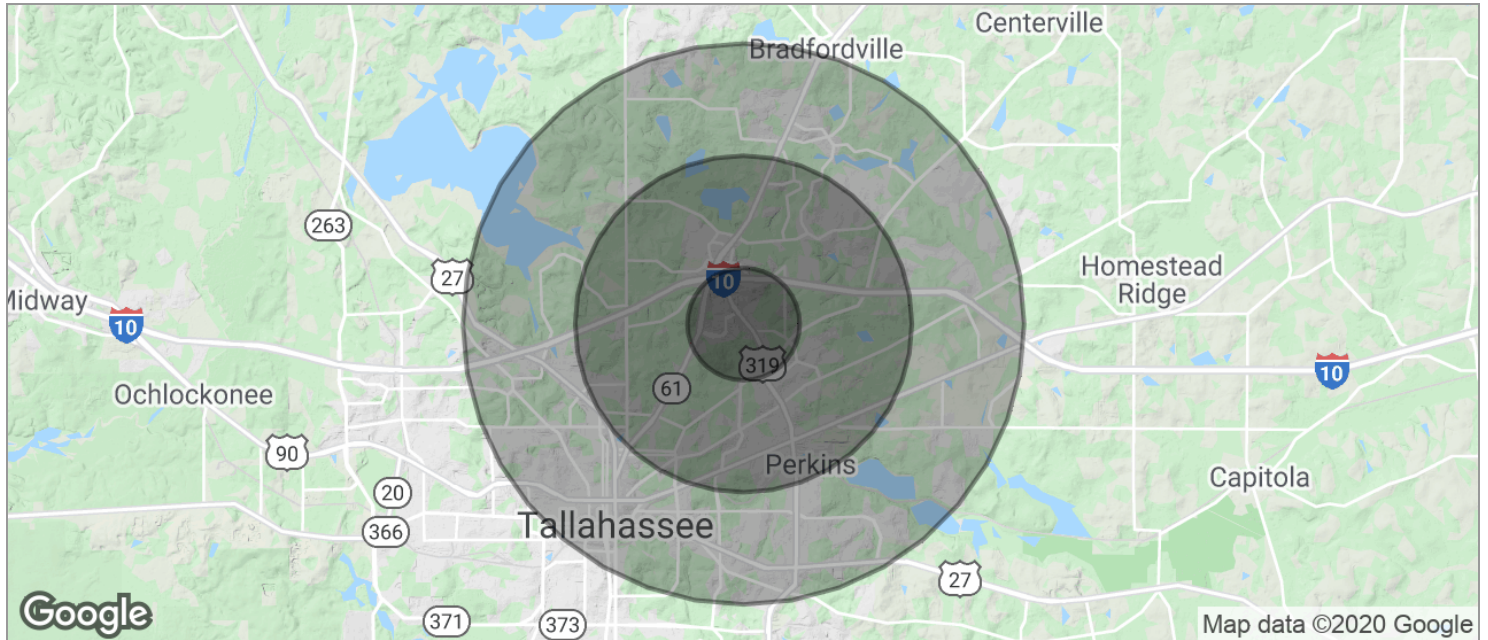 Centerville
Bradfordville
263
27
10
Homestead
Ridge
Midway
10
319
10
61
Ochlockonee
90
Perkins
Capitola
20
Tallahassee
366
27
Google
371
373
Map data ©2020 Google